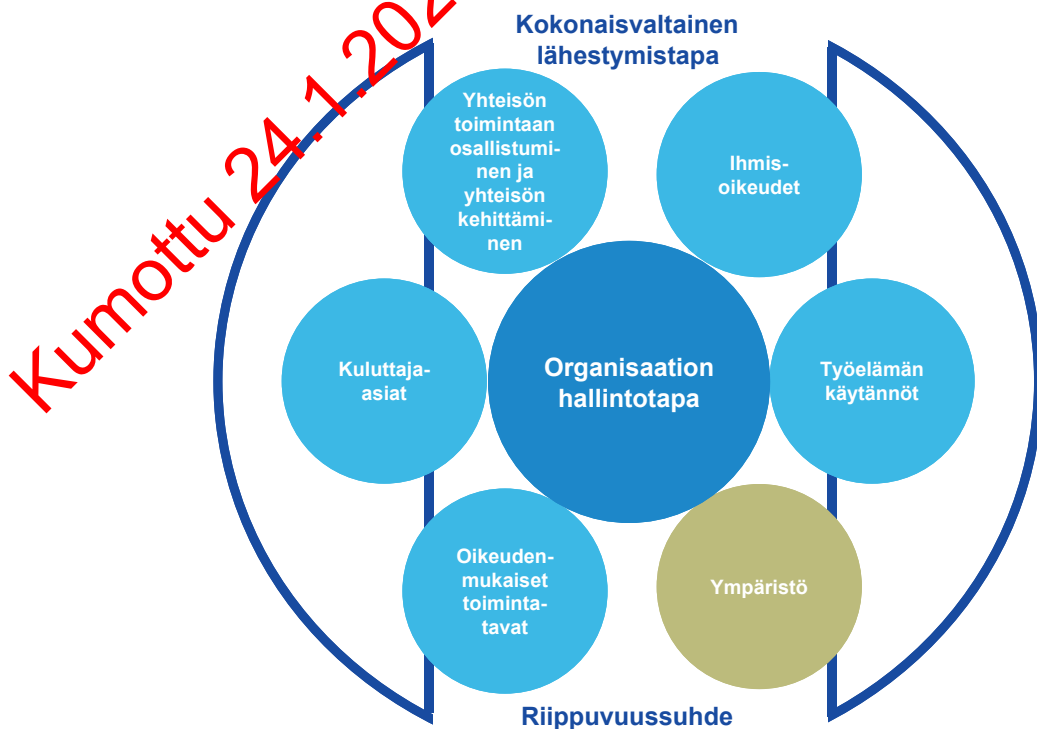 Kumottu 24.1.202
Kokonaisvaltainen
lähestymistapa
Yhteisön
toimintaan
osallistumi-
nen ja
yhteisön
kehittämi-
nen
Ihmis-
oikeudet
Kuluttaja-
asiat
Organisaation
hallintotapa
Työelämän
käytännöt
Oikeuden-
mukaiset
toiminta-
tavat
Ympäristö
Riippuvuussuhde